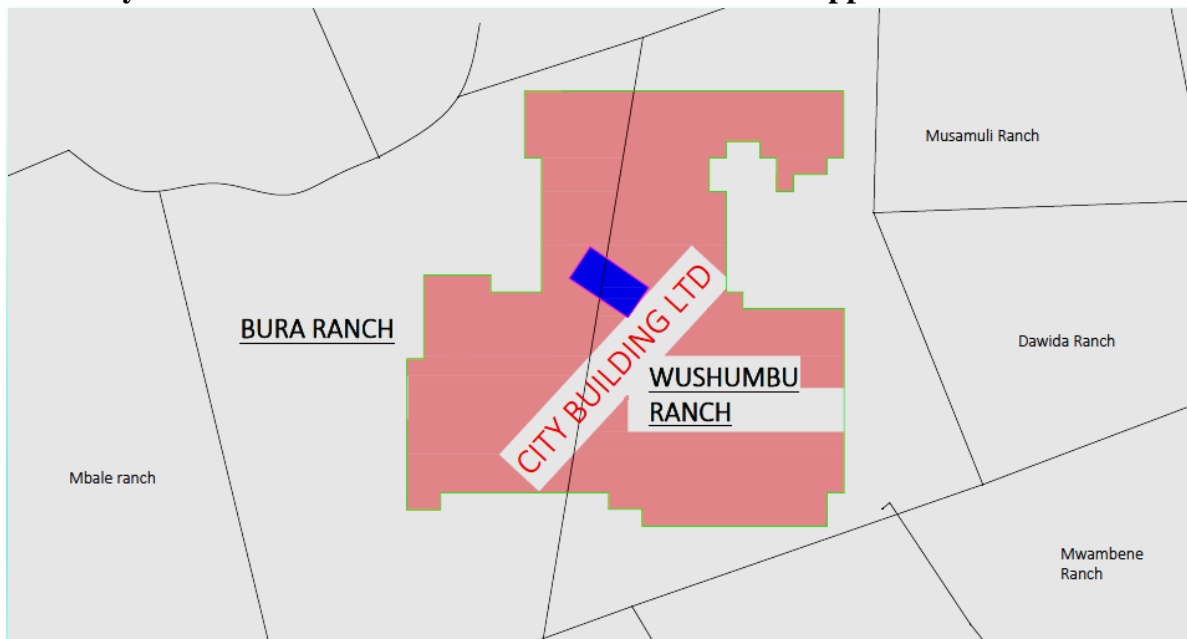 Musamuli Ranch
BURA RANCH
CITY BUILDING LTD
Dawida Ranch
WUSHUMBU
RANCH
Mbale ranch
Mwambene
Ranch